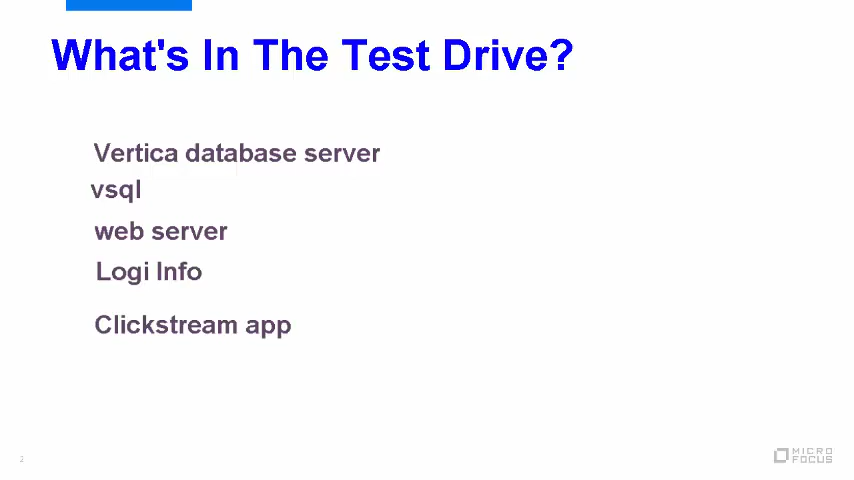 What's In The Test Drive?
Vertica database server
vsql
web server
Logi Info
Clickstream app
MICRO
FOCUS